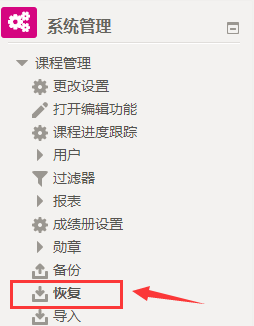 系统管理
课程管理
更改设置
打开编辑功能
课程进度跟踪
用户
过滤器
报表
成绩册设置
勋章
备份
恢复
导入